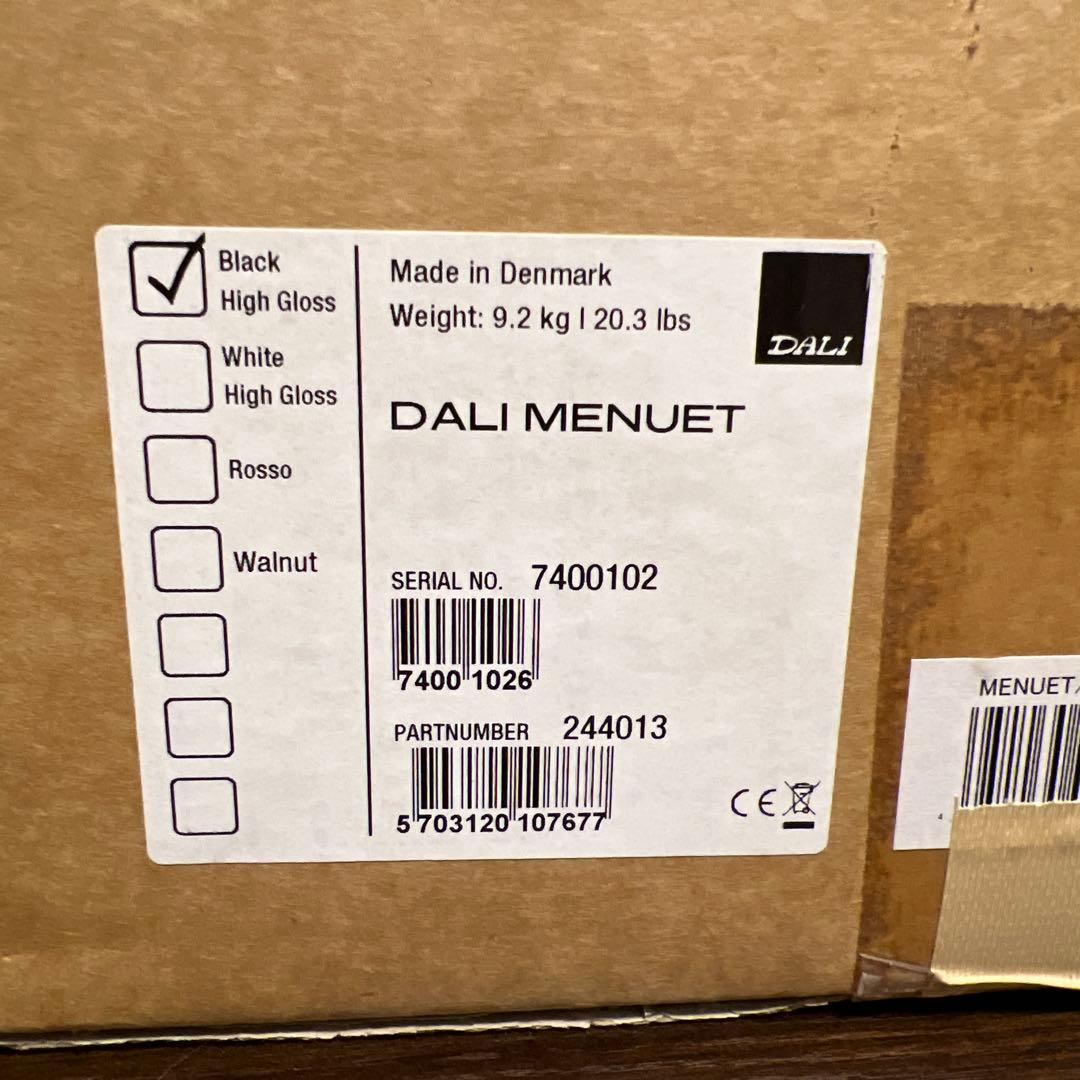 Black
High Gloss
White
High Gloss
Rosso
Walnut
Made in Denmark
Weight: 9.2 kg | 20.3 lbs
DALI
DALI MENUET
SERIAL NO. 7400102
7400 1026
PARTNUMBER 244013
5 703120 107677
CE
MENUET/
4